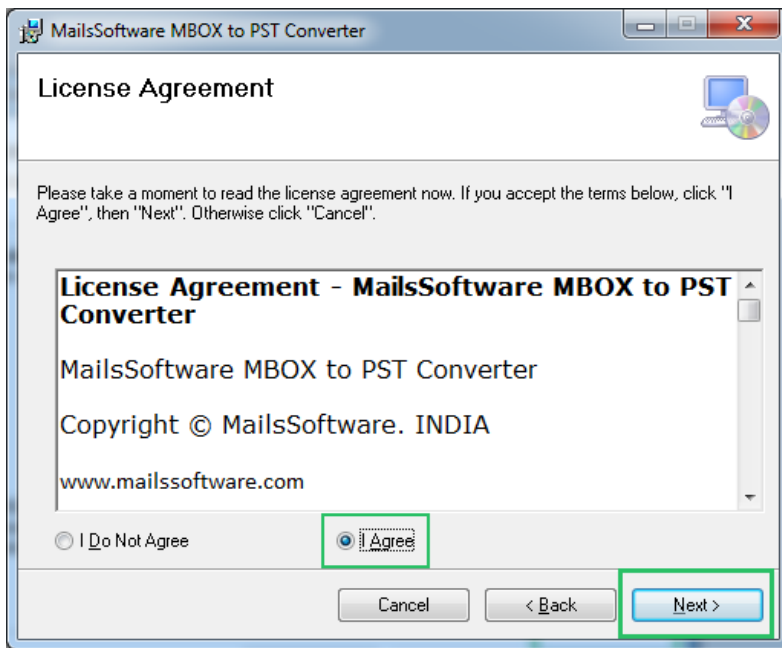 MailsSoftware MBOX to PST Converter
License Agreement
Please take a moment to read the license agreement now. If you accept the terms below, click "I
Agree", then "Next". Otherwise click "Cancel".
License Agreement - MailsSoftware MBOX to PST
Converter
MailsSoftware MBOX to PST Converter
Copyright © MailsSoftware. INDIA
www.mailssoftware.com
I Do Not Agree
I Agree
Cancel
< Back
Next >